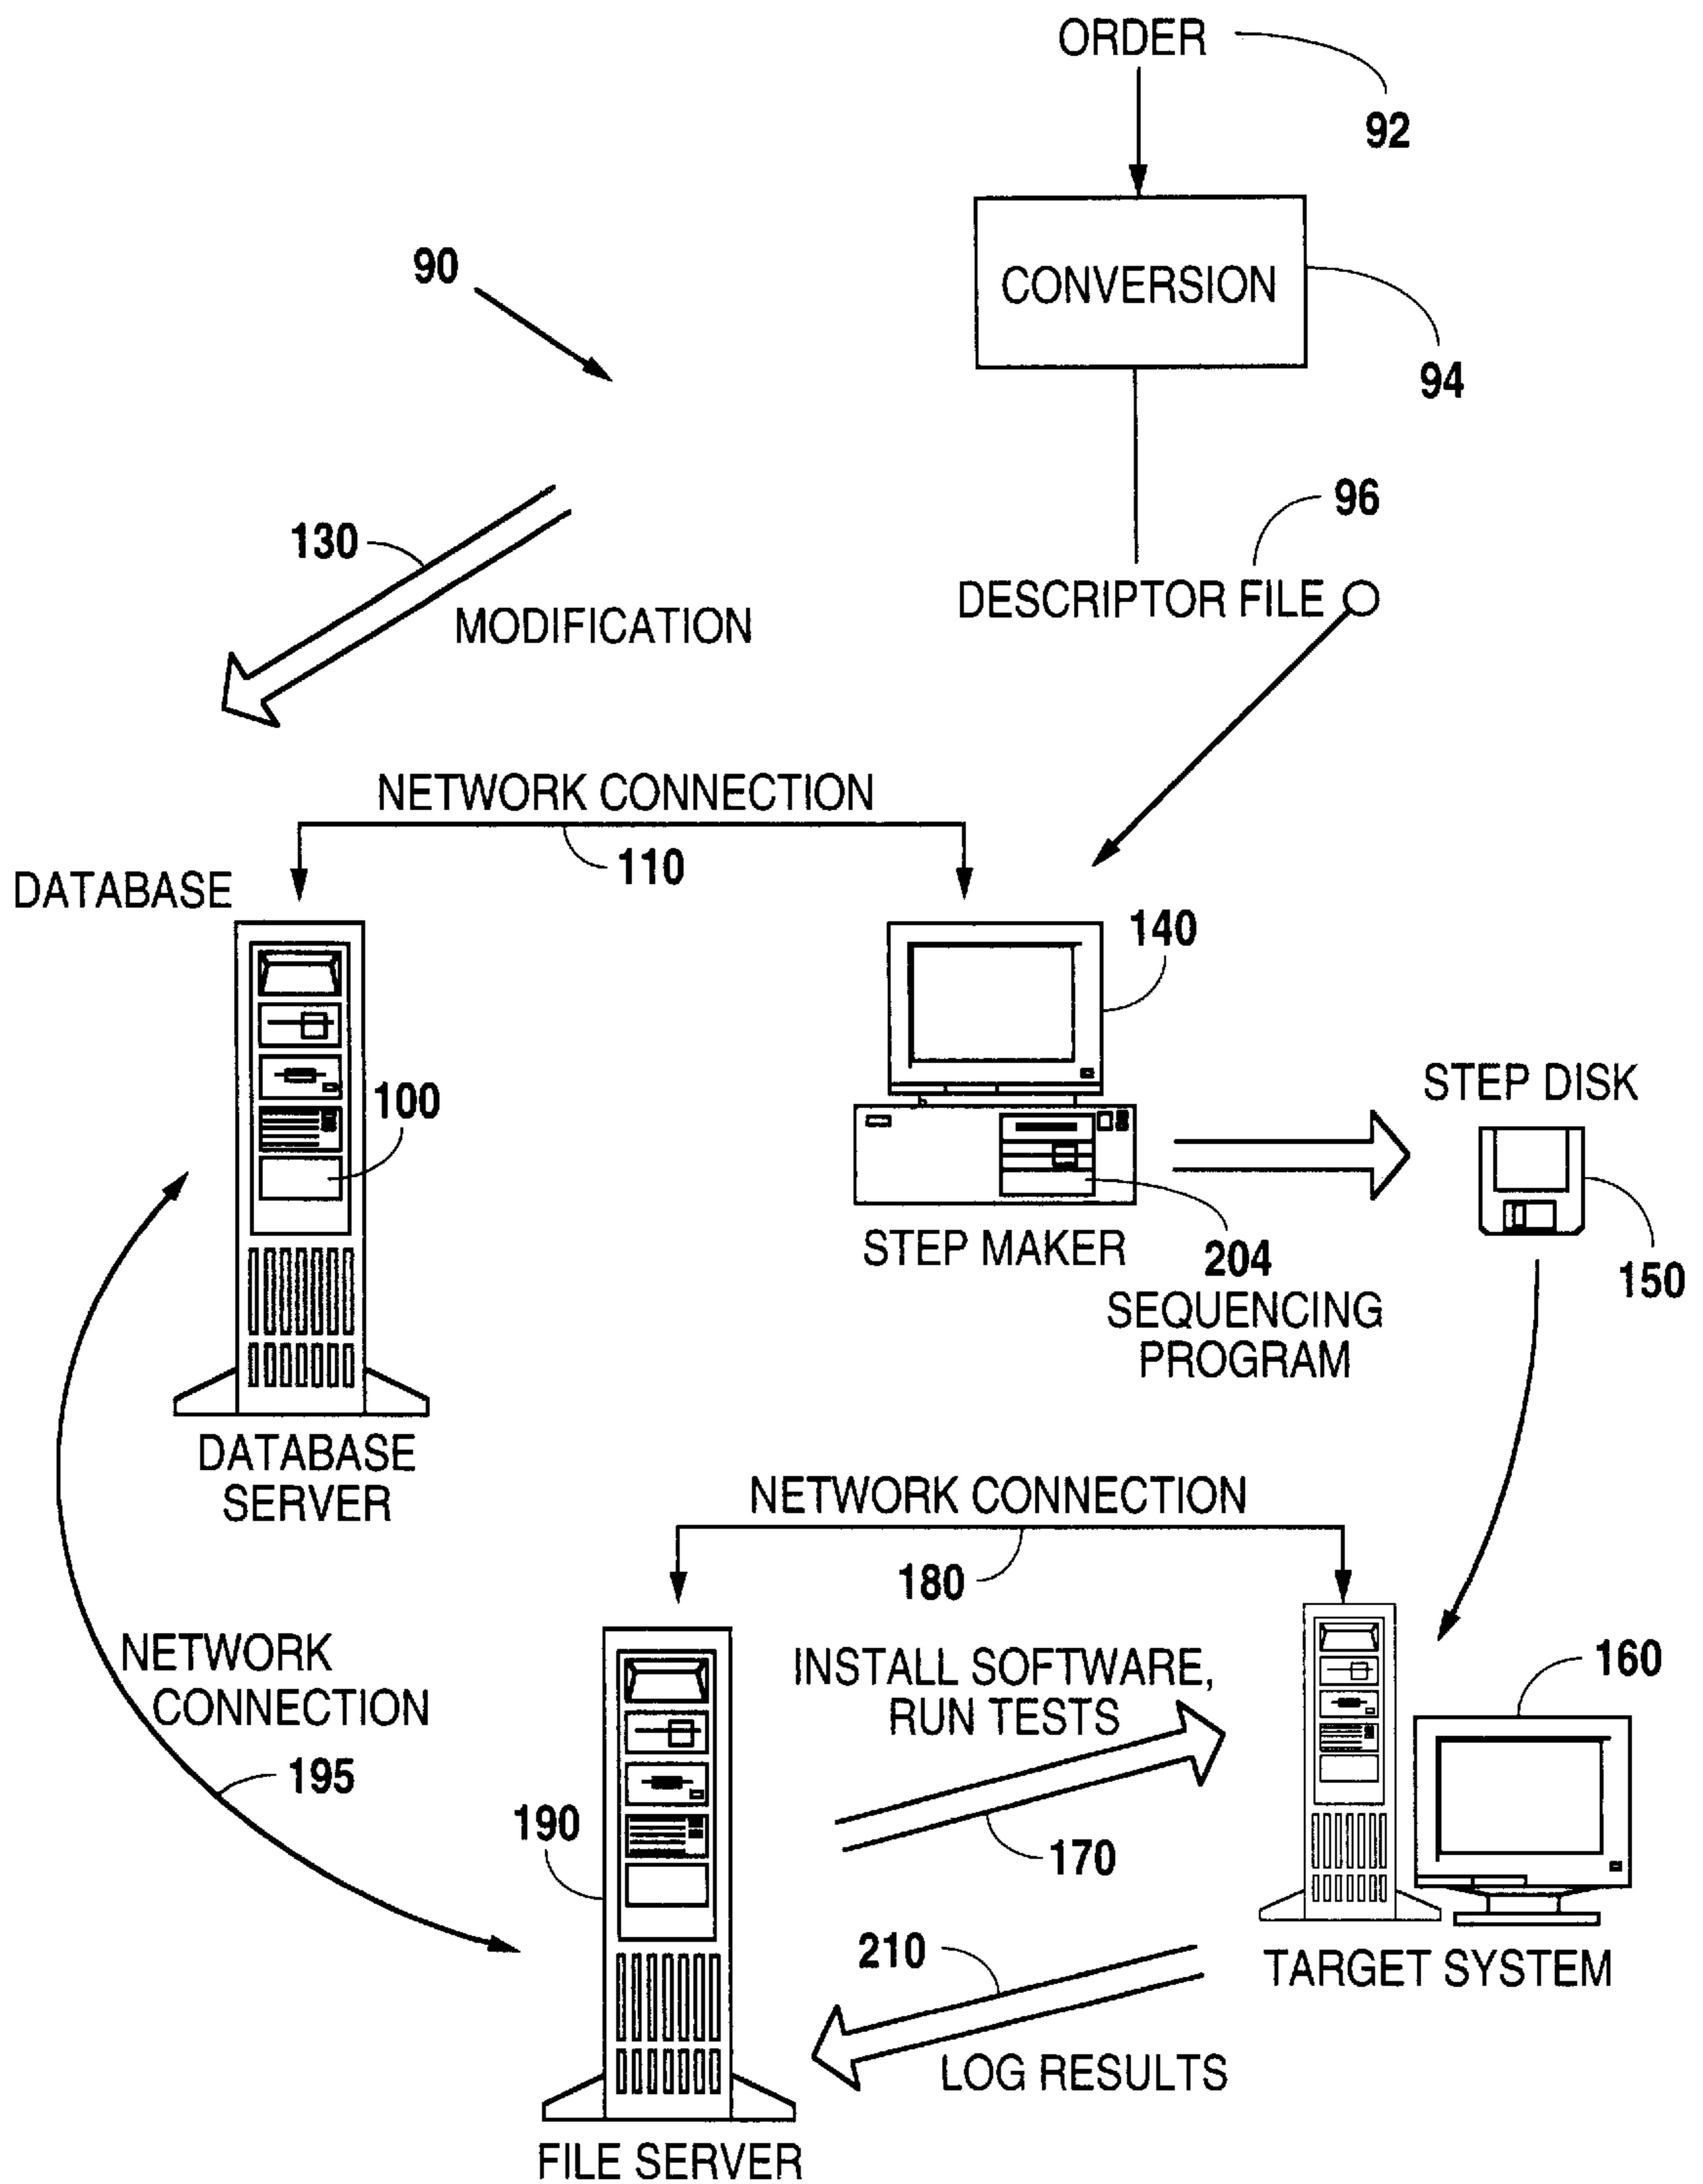 ORDER
92
CONVERSION
94
90
96
DESCRIPTOR FILE
130
MODIFICATION
NETWORK CONNECTION
110
DATABASE
140
100
STEP DISK
150
STEP MAKER
204
SEQUENCING
PROGRAM
DATABASE
SERVER
NETWORK CONNECTION
180
NETWORK
CONNECTION
195
INSTALL SOFTWARE,
RUN TESTS
160
190
170
210
TARGET SYSTEM
LOG RESULTS
FILE SERVER